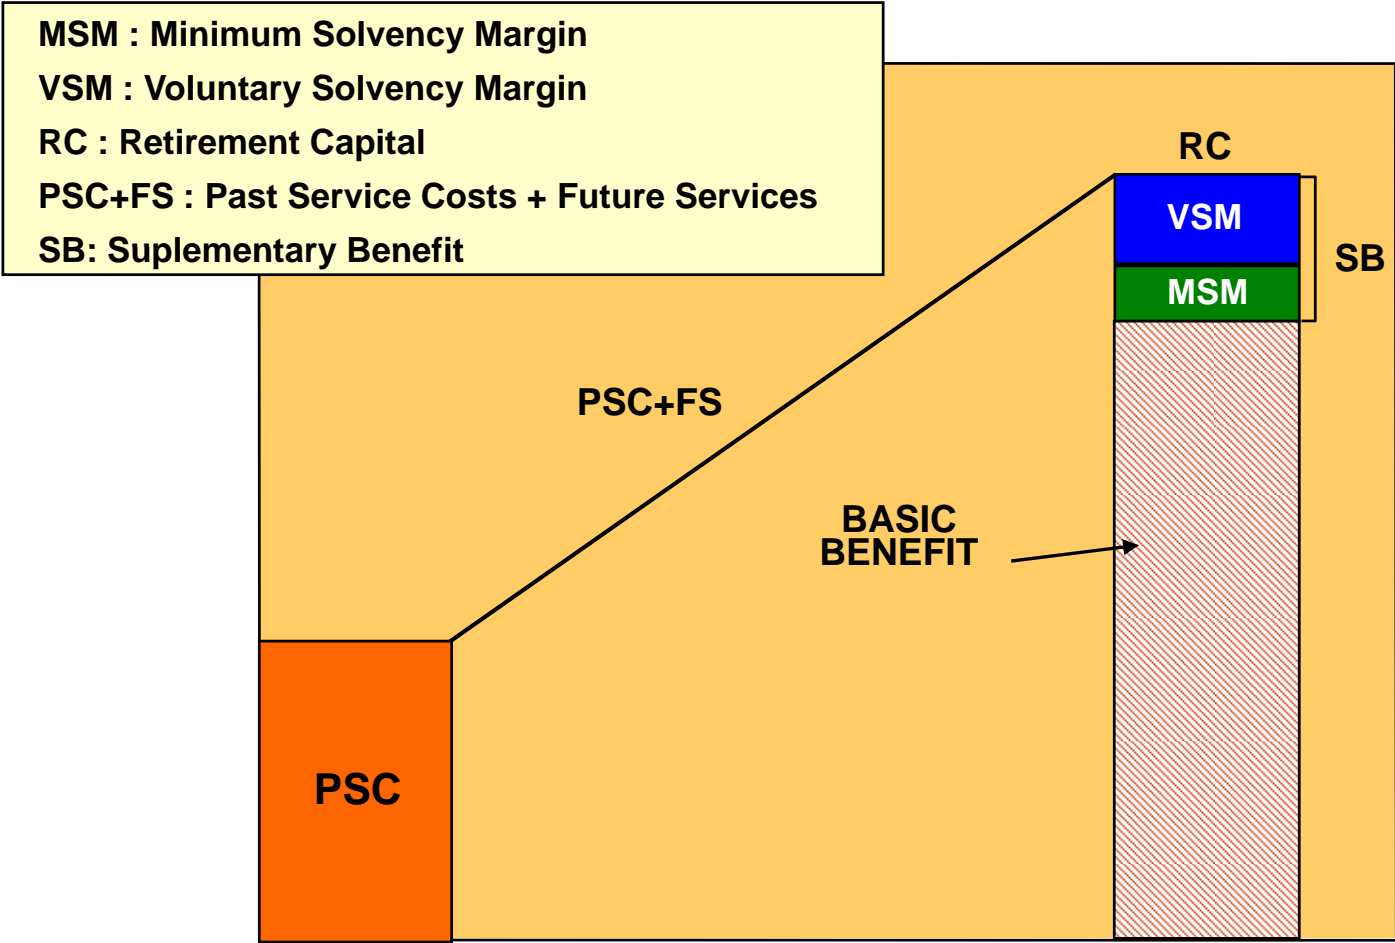 MSM : Minimum Solvency Margin
VSM : Voluntary Solvency Margin
RC : Retirement Capital
PSC+FS : Past Service Costs + Future Services
SB: Suplementary Benefit
RC
VSM
SB
MSM
PSC+FS
BASIC
BENEFIT
PSC